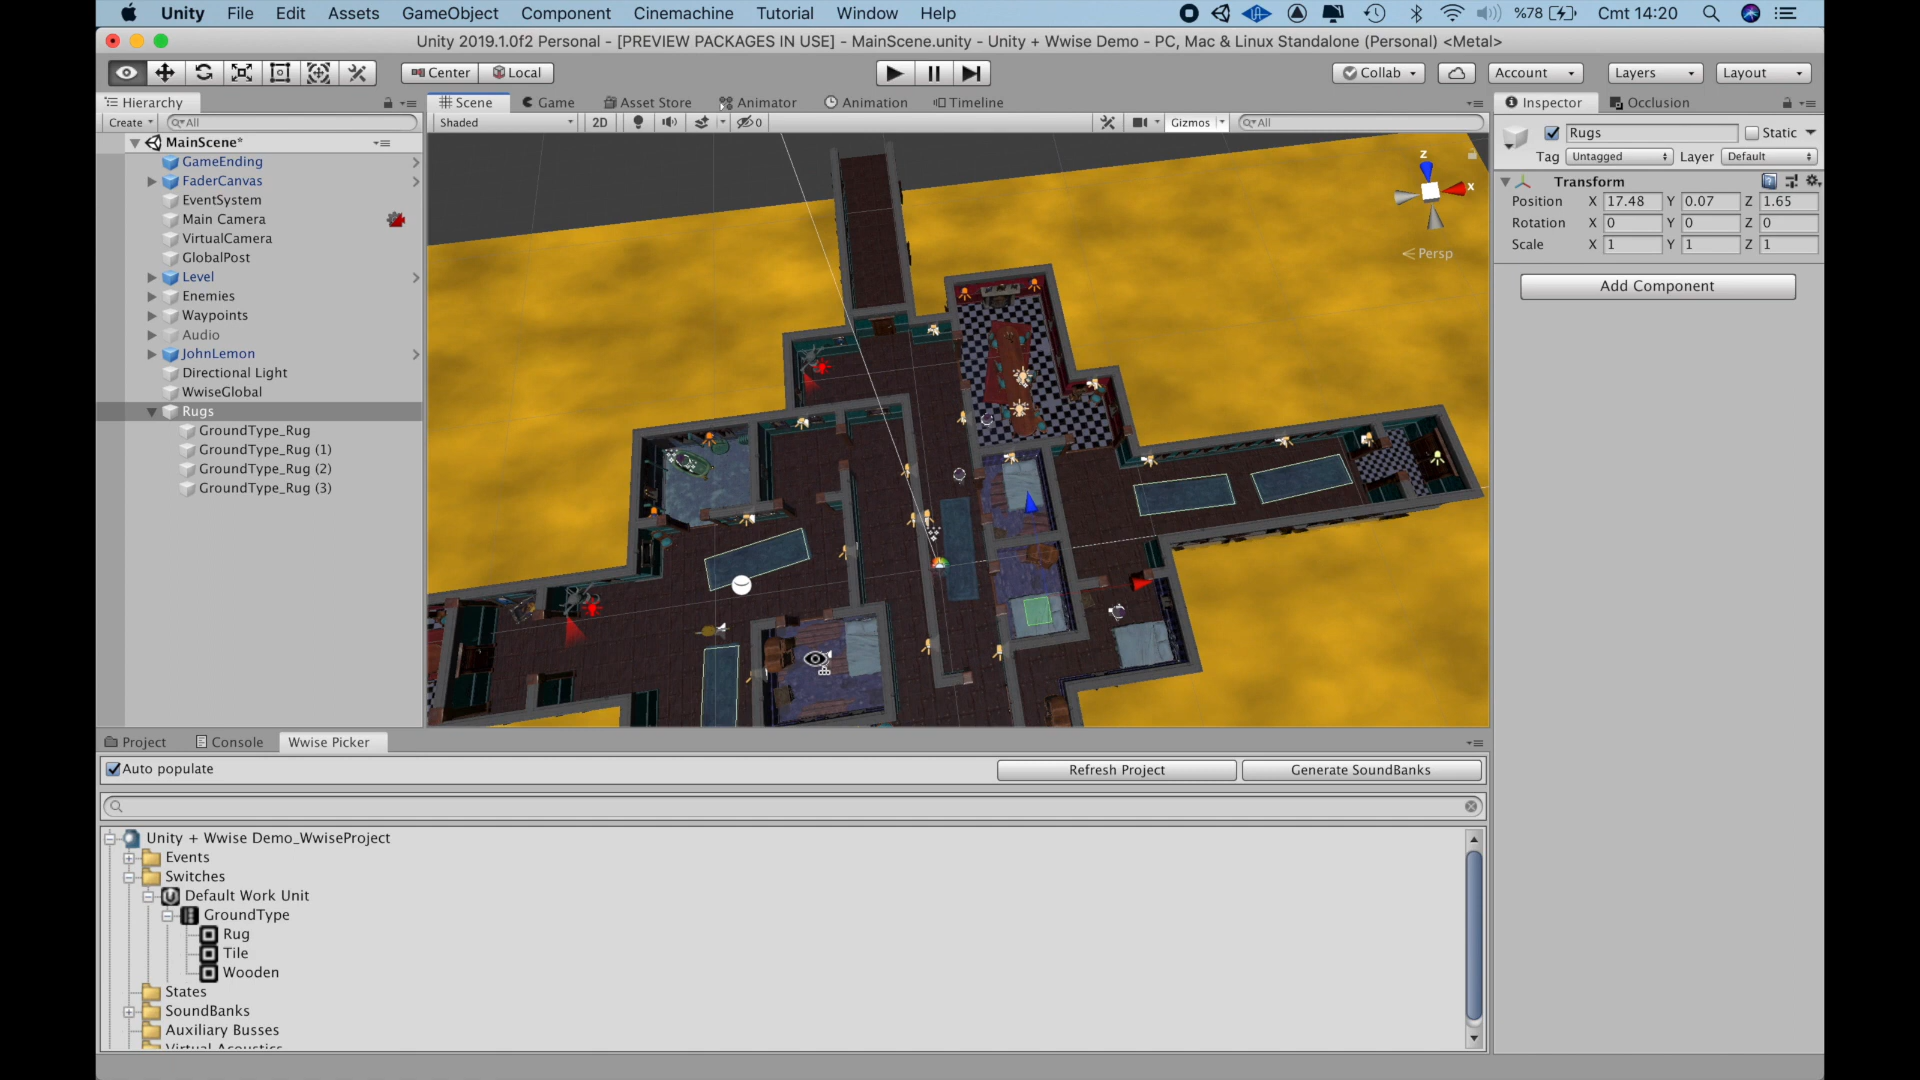 Unity File Edit Assets GameObject Component Cinemachine Tutorial Window Help %78 Cmt 14:20
Unity 2019.1.0f2 Personal - [PREVIEW PACKAGES IN USE] - MainScene.unity - Unity + Wwise Demo - PC, Mac & Linux Standalone (Personal) <Metal>
Center Local Collab Account Layers Layout
Hierarchy Scene Game Asset Store Animator Animation Timeline Inspector Occlusion
Create All Shaded 2D 0 Gizmos All
MainScene*
GameEnding
FaderCanvas
EventSystem
Main Camera
VirtualCamera
GlobalPost
Level
Enemies
Waypoints
Audio
JohnLemon
Directional Light
WwiseGlobal
Rugs
GroundType_Rug
GroundType_Rug (1)
GroundType_Rug (2)
GroundType_Rug (3)
z
x
Persp
Rugs Static
Tag Untagged Layer Default
Transform
Position X 17.48 Y 0.07 Z 1.65
Rotation X 0 Y 0 Z 0
Scale X 1 Y 1 Z 1
Add Component
Project Console Wwise Picker
Auto populate Refresh Project Generate SoundBanks
Unity + Wwise Demo_WwiseProject
Events
Switches
Default Work Unit
GroundType
Rug
Tile
Wooden
States
SoundBanks
Auxiliary Busses
Virtual Acoustics